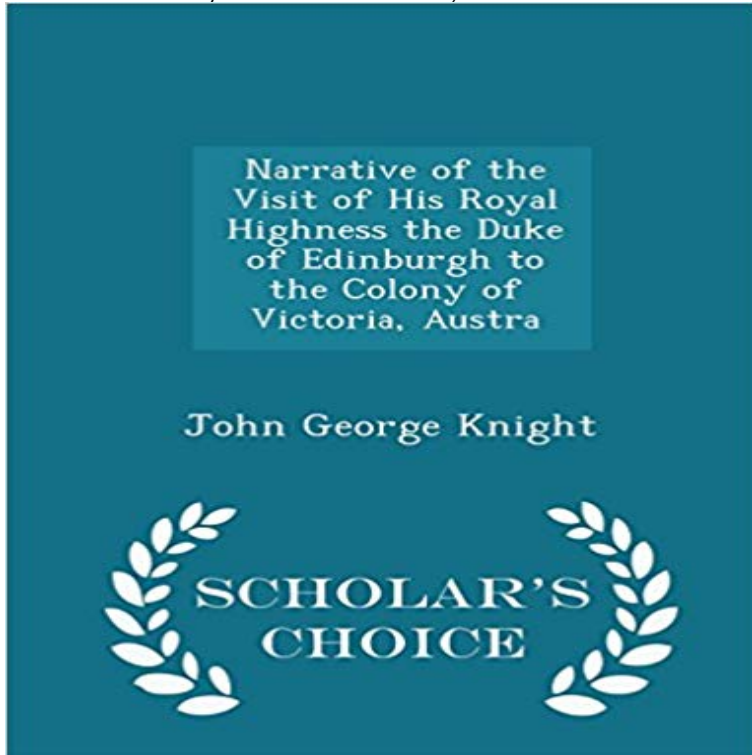 Narrative of the
Visit of His Royal
Highness the Duke
of Edinburgh to
the Colony of
Victoria, Austra
John George Knight
SCHOLAR'S
CHOICE